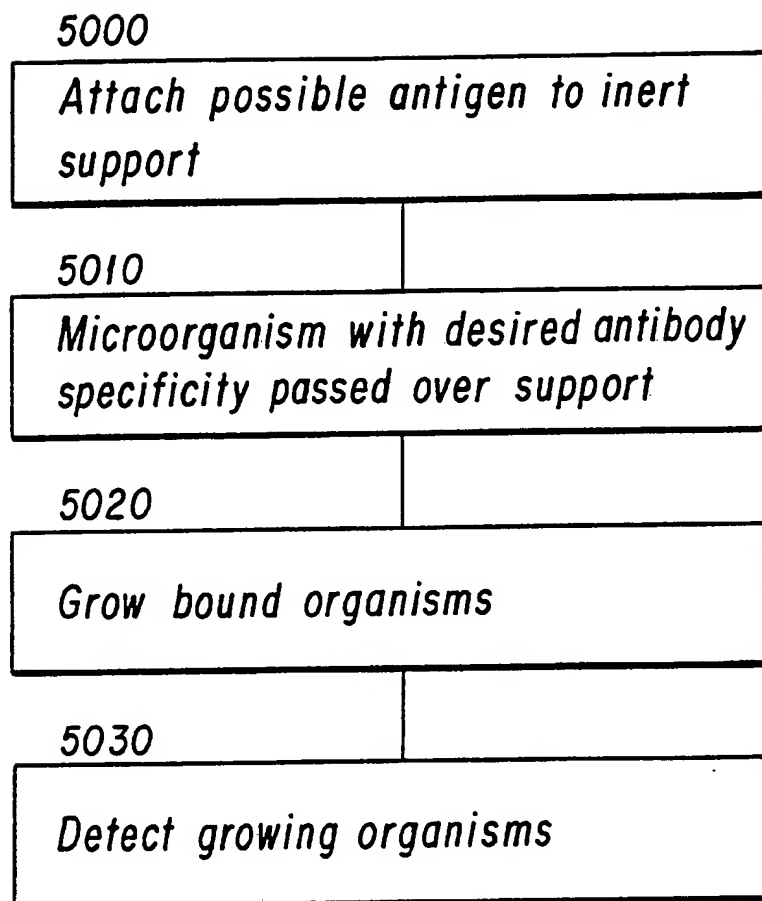 5000
Attach possible antigen to inert
support
5010
Microorganism with desired antibody
specificity passed over support
5020
Grow bound organisms
5030
Detect growing organisms